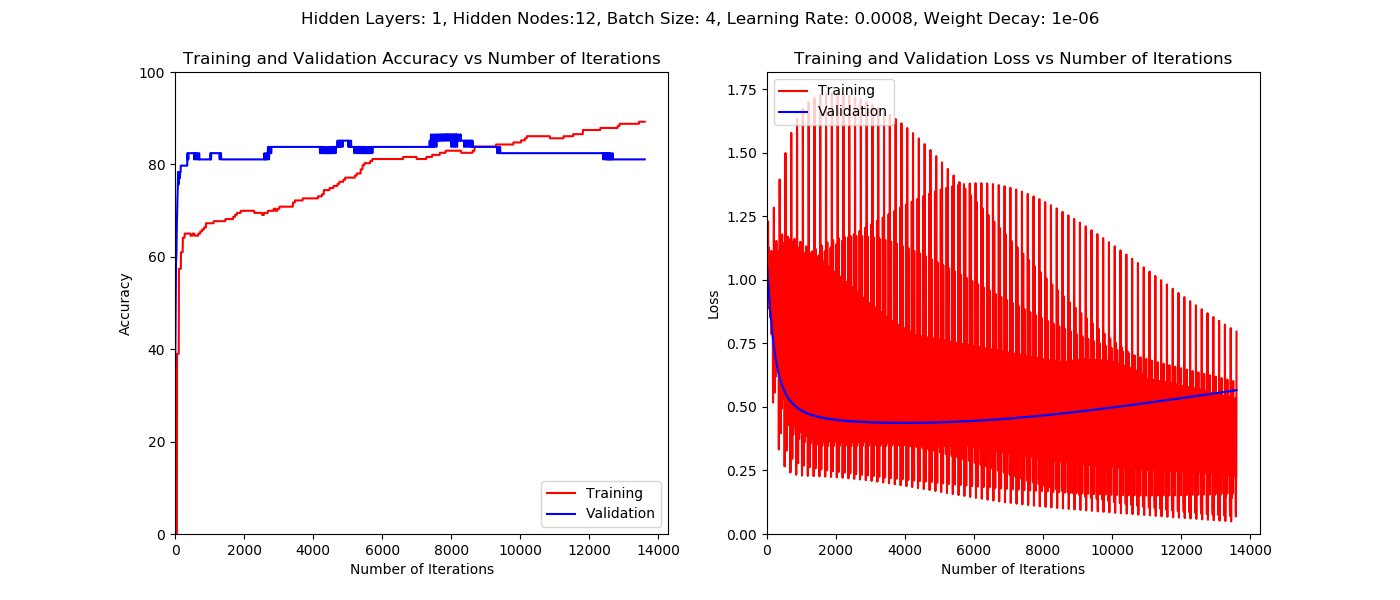 Hidden Layers: 1, Hidden Nodes:12, Batch Size: 4, Learning Rate: 0.0008, Weight Decay: 1e-06
Training and Validation Accuracy vs Number of Iterations
100
80
60
40
20
0
Accuracy
0 2000 4000 6000 8000 10000 12000 14000
Number of Iterations
Training
Validation
Training and Validation Loss vs Number of Iterations
1.75
1.50
1.25
1.00
0.75
0.50
0.25
0.00
Loss
0 2000 4000 6000 8000 10000 12000 14000
Number of Iterations
Training
Validation